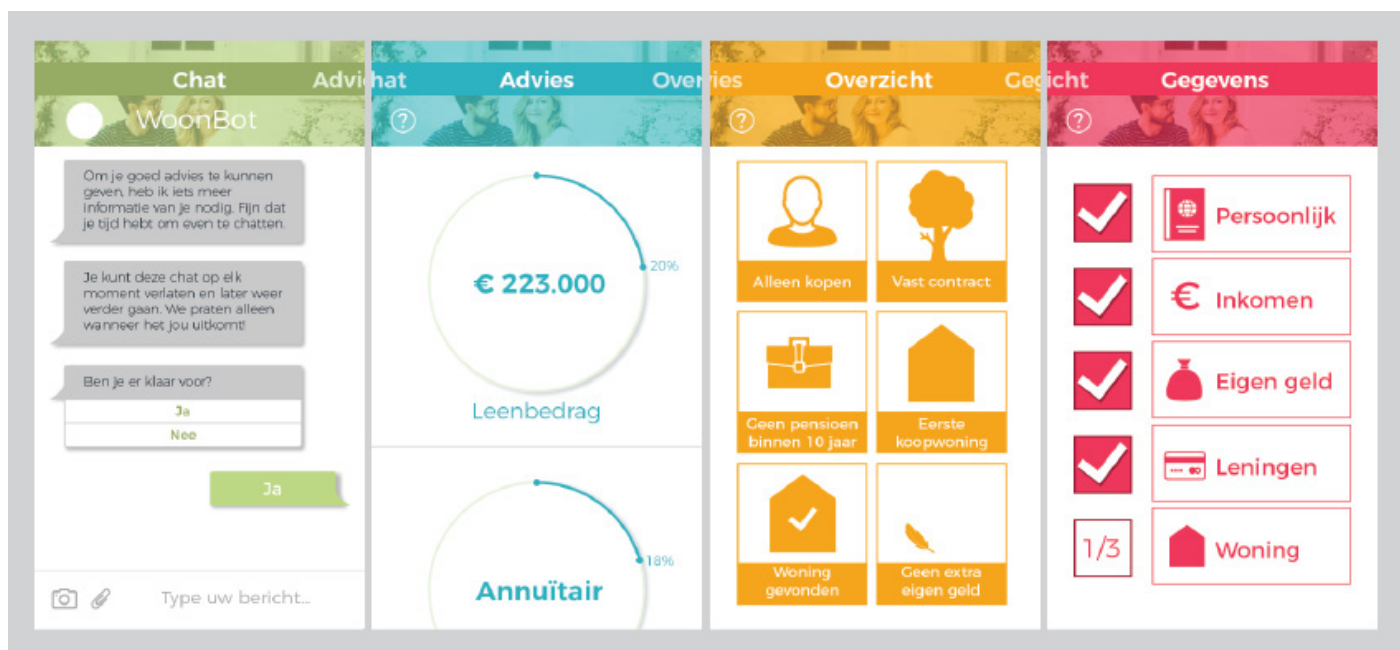 Chat
Advi
WoonBot
Om je goed advies te kunnen
geven, heb ik iets meer
informatie van je nodig. Fijn dat
je tijd hebt om even te chatten.
Je kunt deze chat op elk
moment verlaten en later weer
verder gaan. We praten alleen
wanneer het jou uitkomt!
Ben je er klaar voor?
Ja
Nee
Ja
Type uw bericht...
hat
Advies
Over
?
20%
€ 223.000
Leenbedrag
18%
Annuïtair
ies
Overzicht
Geg
?
Alleen kopen
Vast contract
Geen pensioen
binnen 10 jaar
Eerste
koopwoning
Woning
gevonden
Geen extra
eigen geld
icht
Gegevens
?
Persoonlijk
€ Inkomen
Eigen geld
Leningen
1/3
Woning